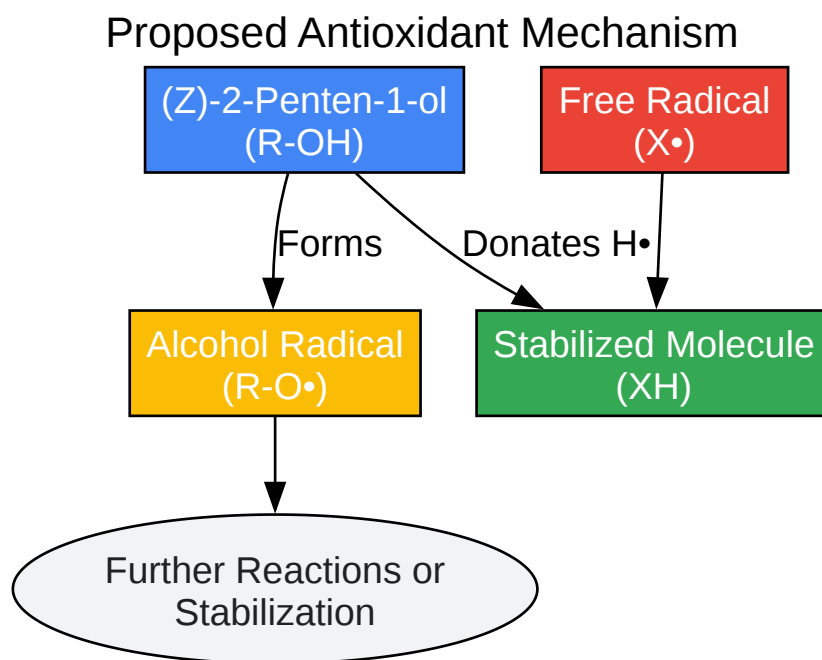 Proposed Antioxidant Mechanism
(Z)-2-Penten-1-ol
(R-OH)
Free Radical
(X•)
Forms
Donates H•
Alcohol Radical
(R-O•)
Stabilized Molecule
(XH)
Further Reactions or
Stabilization